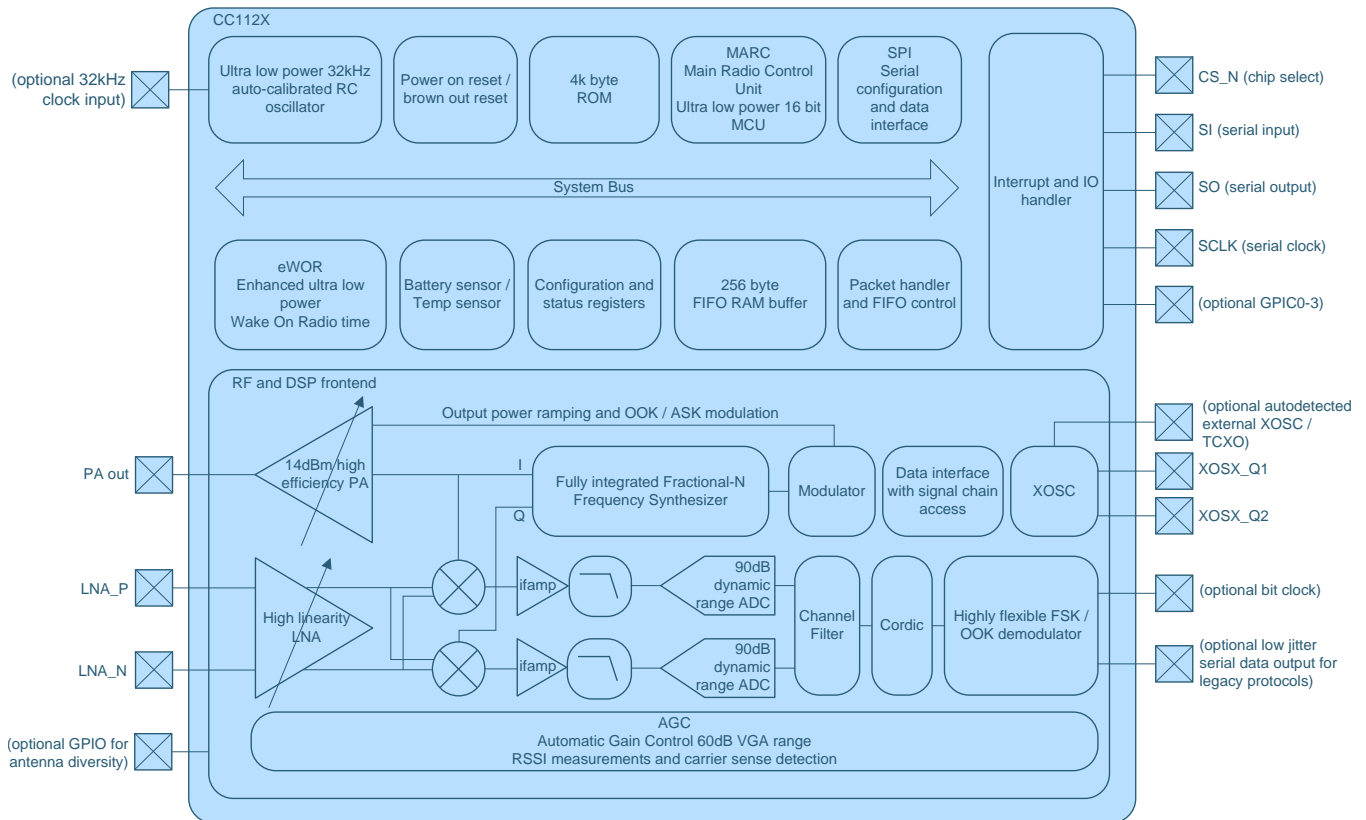 CC112X
(optional 32kHz
clock input)
Ultra low power 32kHz
auto-calibrated RC
oscillator
Power on reset /
brown out reset
4k byte
ROM
MARC
Main Radio Control
Unit
Ultra low power 16 bit
MCU
SPI
Serial
configuration
and data
interface
System Bus
Interrupt and IO
handler
CS_N (chip select)
SI (serial input)
SO (serial output)
SCLK (serial clock)
(optional GPIC0-3)
eWOR
Enhanced ultra low
power
Wake On Radio time
Battery sensor /
Temp sensor
Configuration and
status registers
256 byte
FIFO RAM buffer
Packet handler
and FIFO control
RF and DSP frontend
Output power ramping and OOK / ASK modulation
PA out
14dBm high
efficiency PA
I
Q
Fully integrated Fractional-N
Frequency Synthesizer
Modulator
Data interface
with signal chain
access
XOSC
(optional autodetected
external XOSC /
TCXO)
XOSX_Q1
XOSX_Q2
LNA_P
LNA_N
High linearity
LNA
ifamp
90dB
dynamic
range ADC
ifamp
90dB
dynamic
range ADC
Channel
Filter
Cordic
Highly flexible FSK /
OOK demodulator
(optional bit clock)
(optional low jitter
serial data output for
legacy protocols)
(optional GPIO for
antenna diversity)
AGC
Automatic Gain Control 60dB VGA range
RSSI measurements and carrier sense detection